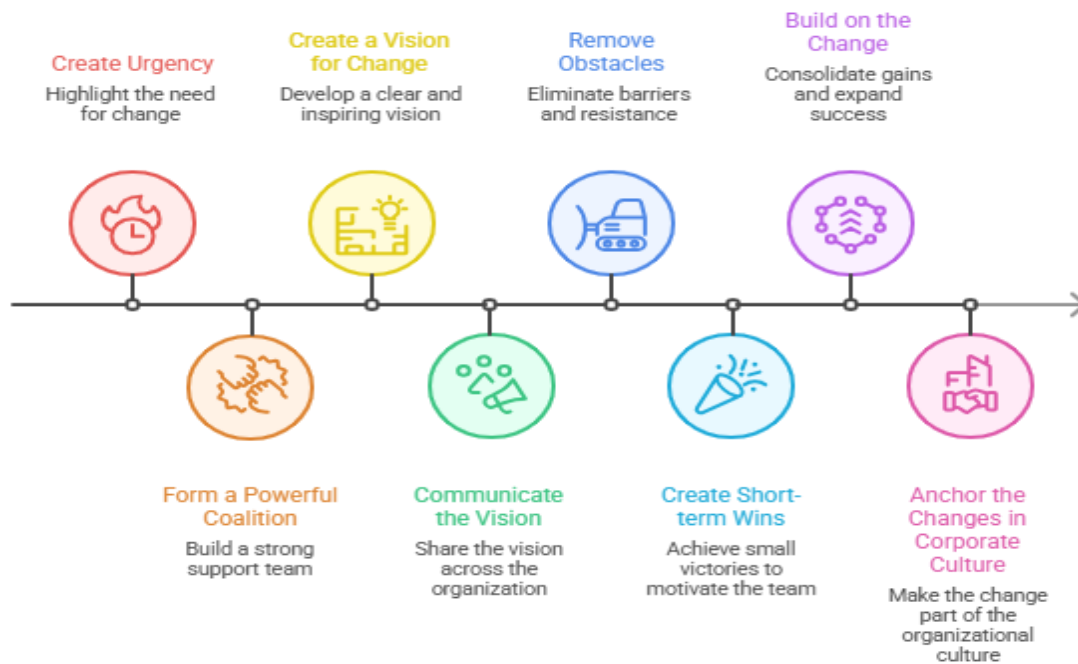 Create Urgency
Highlight the need
for change
Form a Powerful
Coalition
Build a strong
support team
Create a Vision
for Change
Develop a clear and
inspiring vision
Communicate
the Vision
Share the vision
across the
organization
Remove
Obstacles
Eliminate barriers
and resistance
Create Short-
term Wins
Achieve small
victories to
motivate the team
Build on the
Change
Consolidate gains
and expand
success
Anchor the
Changes in
Corporate
Culture
Make the change
part of the
organizational
culture